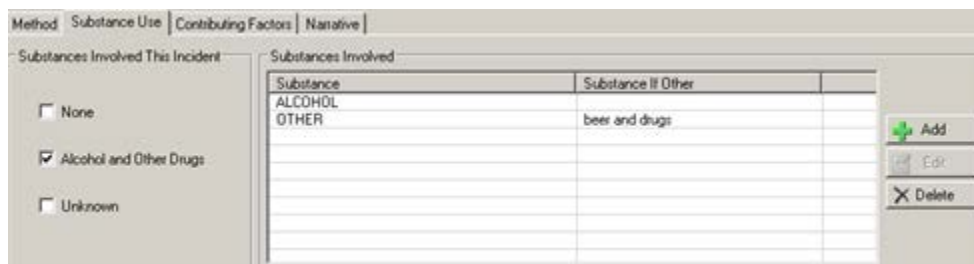 Method Substance Use Contributing Factors Narrative
Substances Involved This Incident
None
Alcohol and Other Drugs
Unknown
Substances Involved
Substance Substance If Other
ALCOHOL
OTHER beer and drugs
Add
Edit
Delete